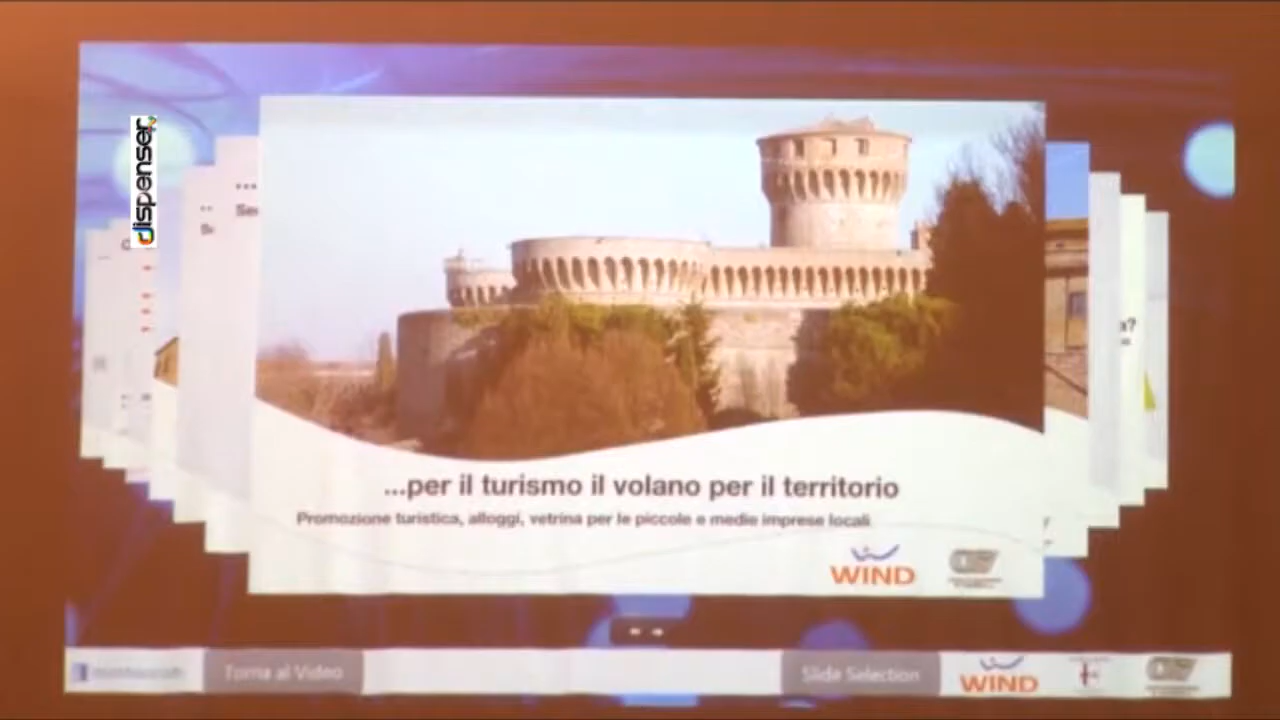 dispenser
...per il turismo il volano per il territorio
Promozione turistica, alloggi, vetrina per le piccole e medie imprese locali
WIND
Torna al Video
Slide Selection
WIND